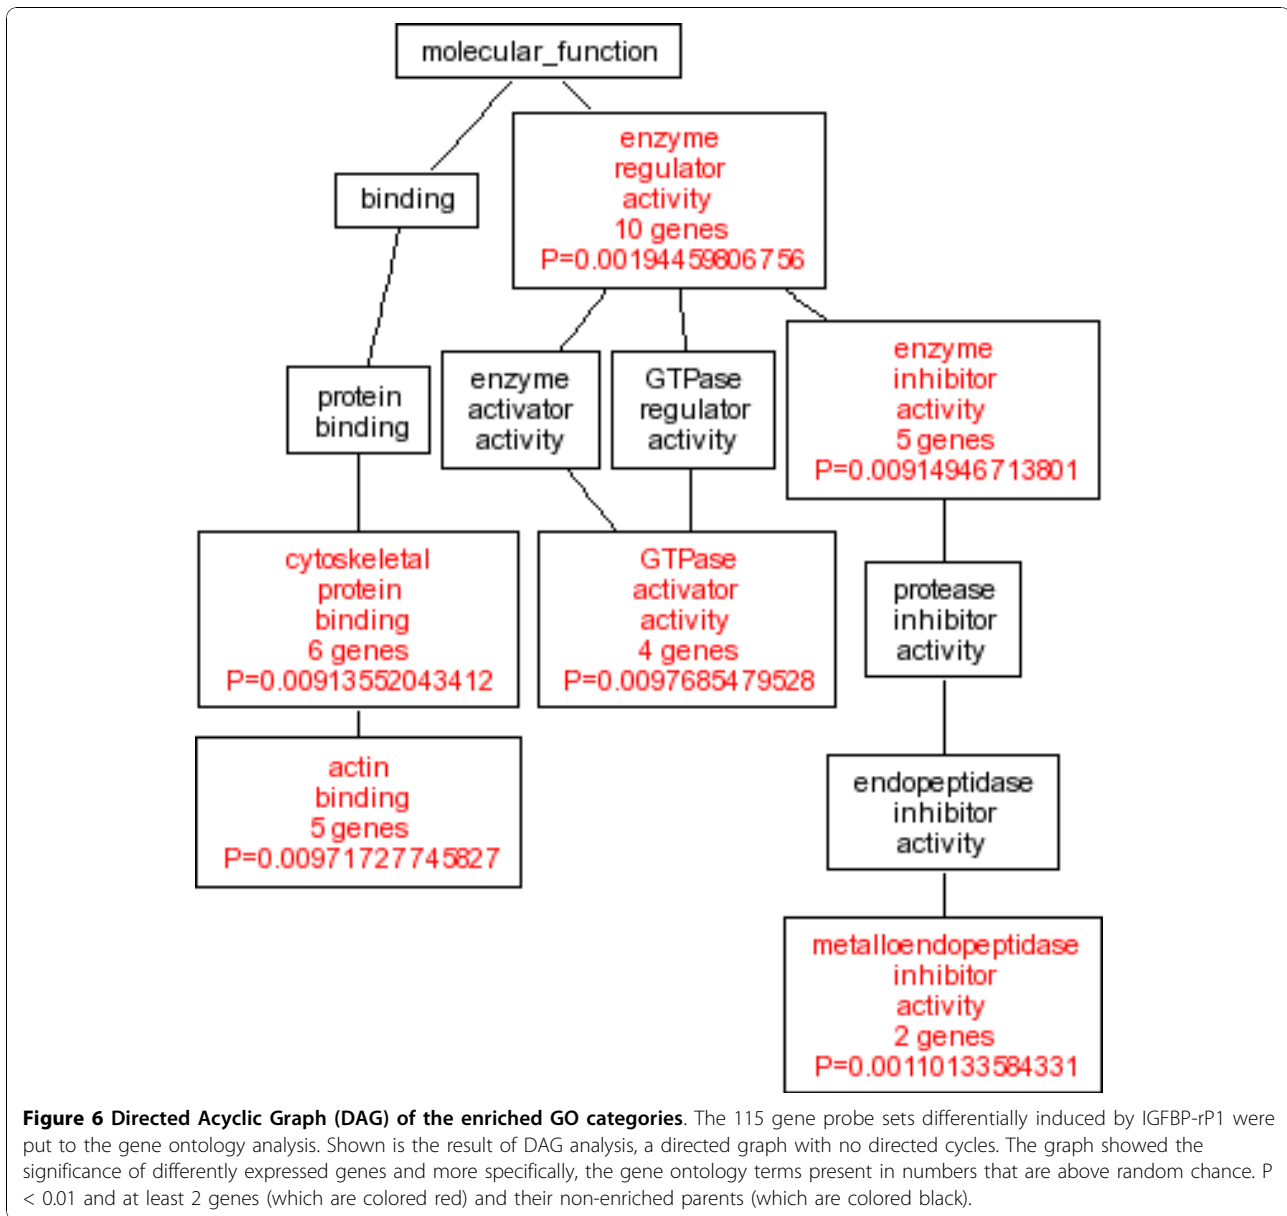 molecular_function
enzyme
regulator
activity
10 genes
P=0.00194459806756
binding
protein
binding
enzyme
activator
activity
GTPase
regulator
activity
enzyme
inhibitor
activity
5 genes
P=0.00914946713801
cytoskeletal
protein
binding
6 genes
P=0.00913552043412
GTPase
activator
activity
4 genes
P=0.0097685479528
protease
inhibitor
activity
actin
binding
5 genes
P=0.00971727745827
endopeptidase
inhibitor
activity
metalloendopeptidase
inhibitor
activity
2 genes
P=0.00110133584331
Figure 6 Directed Acyclic Graph (DAG) of the enriched GO categories. The 115 gene probe sets differentially induced by IGFBP-rP1 were
put to the gene ontology analysis. Shown is the result of DAG analysis, a directed graph with no directed cycles. The graph showed the
significance of differently expressed genes and more specifically, the gene ontology terms present in numbers that are above random chance. P
< 0.01 and at least 2 genes (which are colored red) and their non-enriched parents (which are colored black).